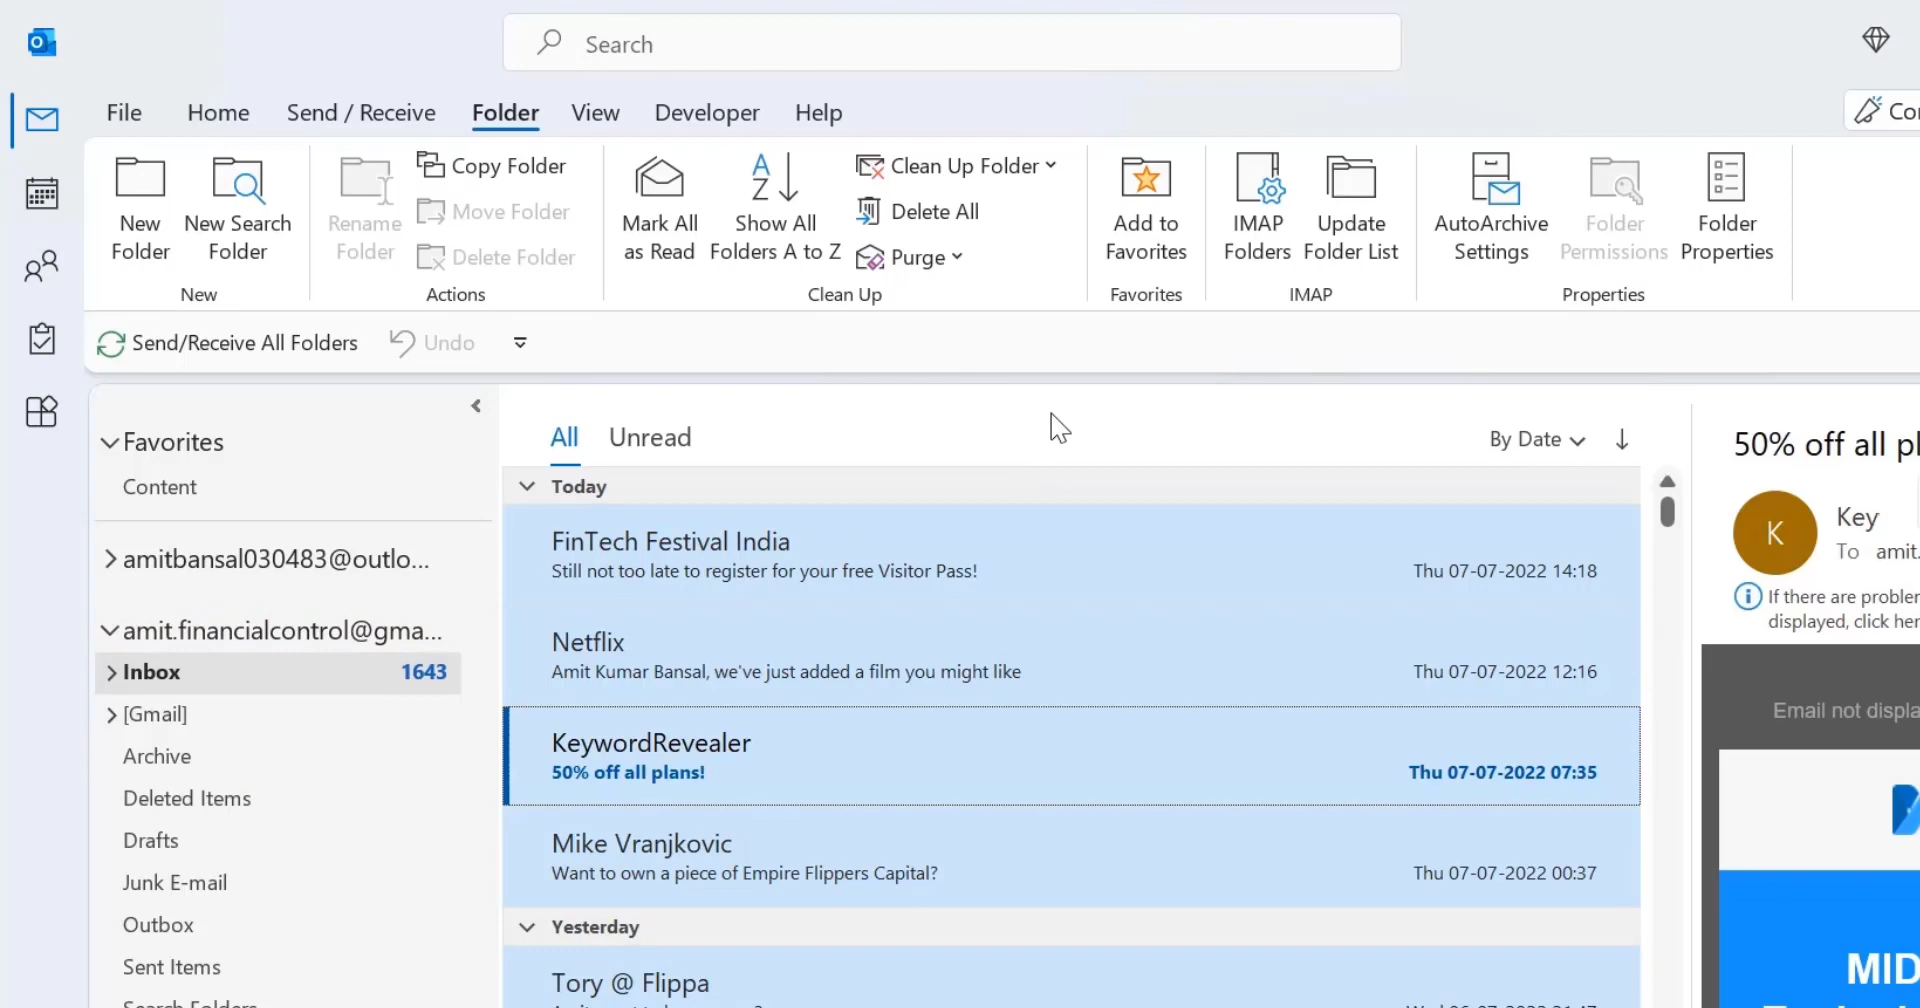 Search
File Home Send / Receive Folder View Developer Help
New Folder
New Search Folder
Rename Folder
Copy Folder
Move Folder
Delete Folder
Mark All as Read
Show All Folders A to Z
Clean Up Folder
Delete All
Purge
Add to Favorites
IMAP Folders
Update Folder List
AutoArchive Settings
Folder Permissions
Folder Properties
New Actions Clean Up Favorites IMAP Properties
Send/Receive All Folders Undo
Favorites
Content
amitbansal030483@outlo...
amit.financialcontrol@gma...
Inbox 1643
[Gmail]
Archive
Deleted Items
Drafts
Junk E-mail
Outbox
Sent Items
Search Folders
All Unread By Date
Today
FinTech Festival India
Still not too late to register for your free Visitor Pass! Thu 07-07-2022 14:18
Netflix
Amit Kumar Bansal, we've just added a film you might like Thu 07-07-2022 12:16
KeywordRevealer
50% off all plans! Thu 07-07-2022 07:35
Mike Vranjkovic
Want to own a piece of Empire Flippers Capital? Thu 07-07-2022 00:37
Yesterday
Tory @ Flippa
50% off all pl
K
Key
To amit.
If there are problem
displayed, click her
Email not displa
MID